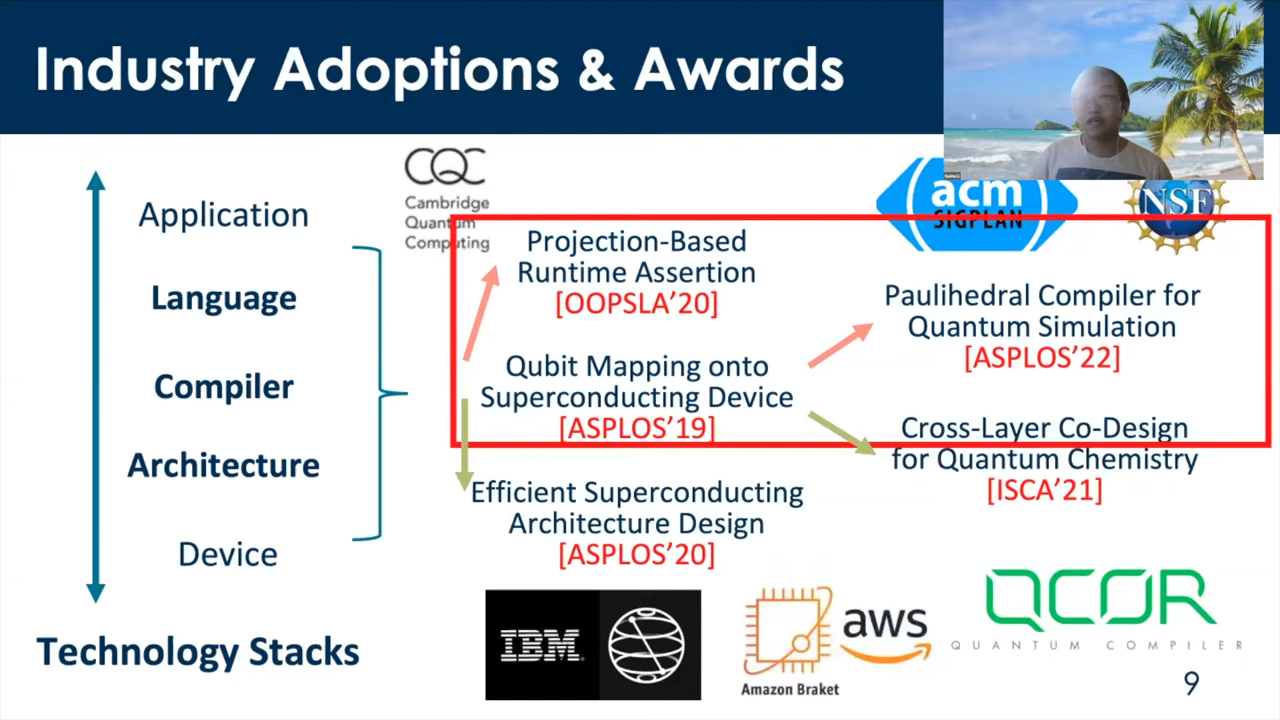 Industry Adoptions & Awards
Application
Language
Compiler
Architecture
Device
Technology Stacks
CQC
Cambridge
Quantum
Computing
acm
SIGPLAN
NSF
Projection-Based
Runtime Assertion
[OOPSLA’20]
Qubit Mapping onto
Superconducting Device
[ASPLOS’19]
Efficient Superconducting
Architecture Design
[ASPLOS’20]
Paulihedral Compiler for
Quantum Simulation
[ASPLOS’22]
Cross-Layer Co-Design
for Quantum Chemistry
[ISCA’21]
IBM
Amazon Braket
aws
QCOR
QUANTUM COMPILER
9